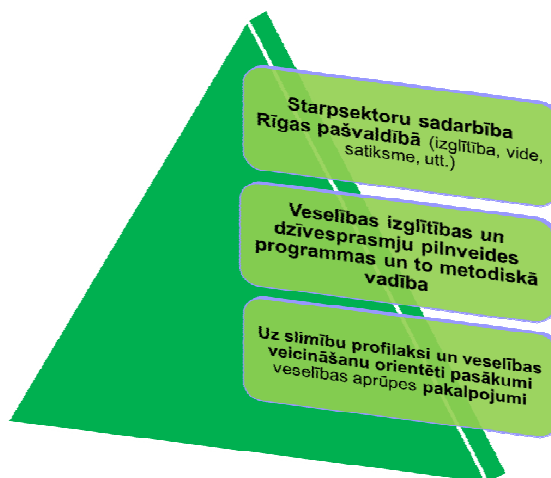 Starpsektoru sadarbība
Rīgas pašvaldībā (izglītība, vide,
satiksme, utt.)
Veselības izglītības un
dzīvesprasmju pilnveides
programmas un to metodiskā
vadība
Uz slimību profilaksi un veselības
veicināšanu orientēti pasākumi
veselības aprūpes pakalpojumi